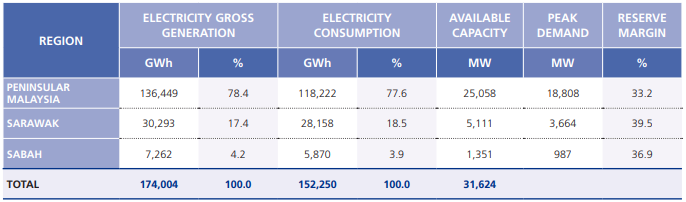 REGION ELECTRICITY GROSS GENERATION ELECTRICITY CONSUMPTION AVAILABLE CAPACITY PEAK DEMAND RESERVE MARGIN
GWh % GWh % MW MW %
PENINSULAR MALAYSIA 136,449 78.4 118,222 77.6 25,058 18,808 33.2
SARAWAK 30,293 17.4 28,158 18.5 5,111 3,664 39.5
SABAH 7,262 4.2 5,870 3.9 1,351 987 36.9
TOTAL 174,004 100.0 152,250 100.0 31,624